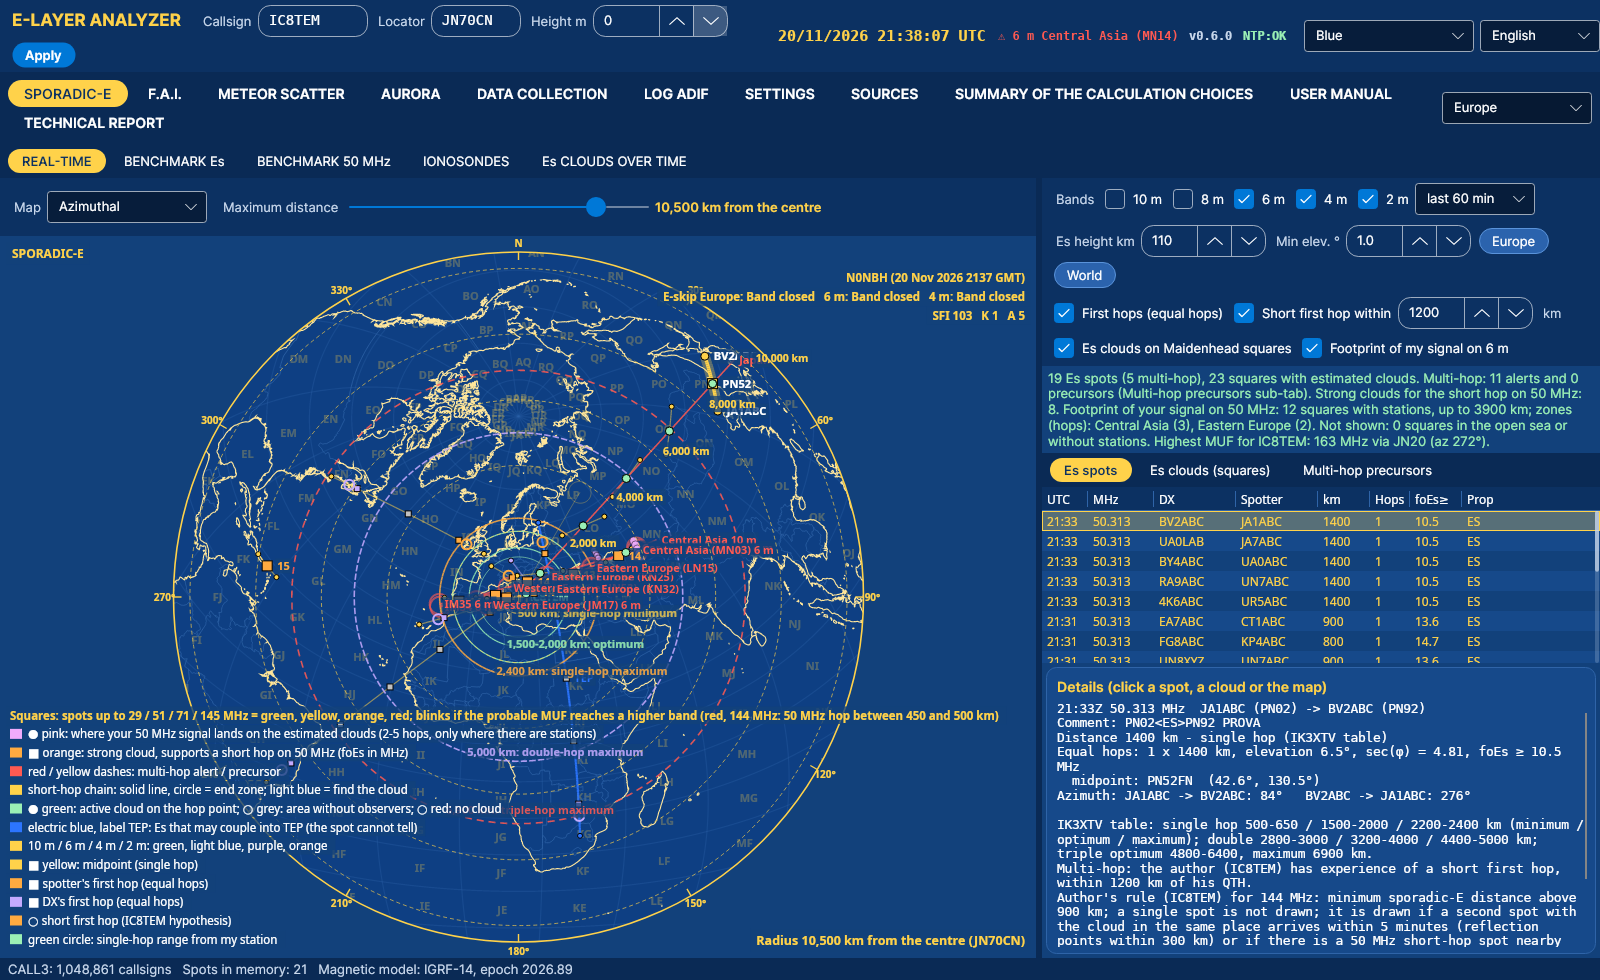 E-LAYER ANALYZER
Callsign IC8TEM Locator JN70CN Height m 0
20/11/2026 21:38:07 UTC ⚠ 6 m Central Asia (MN14) v0.6.0 NTP:OK
Blue English
Apply
SPORADIC-E F.A.I. METEOR SCATTER AURORA DATA COLLECTION LOG ADIF SETTINGS SOURCES SUMMARY OF THE CALCULATION CHOICES USER MANUAL
TECHNICAL REPORT
Europe
REAL-TIME BENCHMARK Es BENCHMARK 50 MHz IONOSONDES Es CLOUDS OVER TIME
Map Azimuthal Maximum distance 10,500 km from the centre
SPORADIC-E
N0NBH (20 Nov 2026 2137 GMT)
E-skip Europe: Band closed 6 m: Band closed 4 m: Band closed
SFI 103 K 1 A 5
N
330°
300°
270°
210°
180°
150°
120°
90°
60°
10,000 km
PN52
8,000 km
6,000 km
4,000 km
2,000 km
15
14
Central Asia 10 m
Central Asia (MN03) 6 m
Eastern Europe (LN15)
Eastern Europe (KN25)
Eastern Europe (KN32)
IM35 6 m
Western Europe (JM17) 6 m
500 km: single-hop minimum
1,500-2,000 km: optimum
2,400 km: single-hop maximum
5,000 km: double-hop maximum
Squares: spots up to 29 / 51 / 71 / 145 MHz = green, yellow, orange, red; blinks if the probable MUF reaches a higher band (red, 144 MHz: 50 MHz hop between 450 and 500 km)
● pink: where your 50 MHz signal lands on the estimated clouds (2-5 hops, only where there are stations)
■ orange: strong cloud, supports a short hop on 50 MHz (foEs in MHz)
red / yellow dashes: multi-hop alert / precursor
short-hop chain: solid line, circle = end zone; light blue = find the cloud
● green: active cloud on the hop point; ○ grey: area without observers; ○ red: no cloud
electric blue, label TEP: Es that may couple into TEP (the spot cannot tell)
10 m / 6 m / 4 m / 2 m: green, light blue, purple, orange
■ yellow: midpoint (single hop)
■ spotter's first hop (equal hops)
■ DX's first hop (equal hops)
○ short first hop (IC8TEM hypothesis)
green circle: single-hop range from my station
Radius 10,500 km from the centre (JN70CN)
Bands 10 m 8 m 6 m 4 m 2 m last 60 min
Es height km 110 Min elev. ° 1.0 Europe
World
First hops (equal hops) Short first hop within 1200 km
Es clouds on Maidenhead squares Footprint of my signal on 6 m
19 Es spots (5 multi-hop), 23 squares with estimated clouds. Multi-hop: 11 alerts and 0
precursors (Multi-hop precursors sub-tab). Strong clouds for the short hop on 50 MHz:
8. Footprint of your signal on 50 MHz: 12 squares with stations, up to 3900 km; zones
(hops): Central Asia (3), Eastern Europe (2). Not shown: 0 squares in the open sea or
without stations. Highest MUF for IC8TEM: 163 MHz via JN20 (az 272°).
Es spots Es clouds (squares) Multi-hop precursors
UTC MHz DX Spotter km Hops foEs≥ Prop
21:33 50.313 BV2ABC JA1ABC 1400 1 10.5 ES
21:33 50.313 UA0LAB JA7ABC 1400 1 10.5 ES
21:33 50.313 BY4ABC UA0ABC 1400 1 10.5 ES
21:33 50.313 RA9ABC UN7ABC 1400 1 10.5 ES
21:33 50.313 4K6ABC UR5ABC 1400 1 10.5 ES
21:31 50.313 EA7ABC CT1ABC 900 1 13.6 ES
21:31 50.313 FG8ABC KP4ABC 800 1 14.7 ES
21:31 50.313 UN8XYZ UN7ABC 900 1 13.6 ES
Details (click a spot, a cloud or the map)
21:33Z 50.313 MHz JA1ABC (PN02) -> BV2ABC (PN92)
Comment: PN02<ES>PN92 PROVA
Distance 1400 km - single hop (IK3XTV table)
Equal hops: 1 x 1400 km, elevation 6.5°, sec(φ) = 4.81, foEs ≥ 10.5
MHz
midpoint: PN52FN (42.6°, 130.5°)
Azimuth: JA1ABC -> BV2ABC: 84° BV2ABC -> JA1ABC: 276°
IK3XTV table: single hop 500-650 / 1500-2000 / 2200-2400 km (minimum /
optimum / maximum); double 2800-3000 / 3200-4000 / 4400-5000 km;
triple optimum 4800-6400, maximum 6900 km.
Multi-hop: the author (IC8TEM) has experience of a short first hop,
within 1200 km of his QTH.
Author's rule (IC8TEM) for 144 MHz: minimum sporadic-E distance above
900 km; a single spot is not drawn; it is drawn if a second spot with
the cloud in the same place arrives within 5 minutes (reflection
points within 300 km) or if there is a 50 MHz short-hop spot nearby
CALL3: 1,048,861 callsigns Spots in memory: 21 Magnetic model: IGRF-14, epoch 2026.89